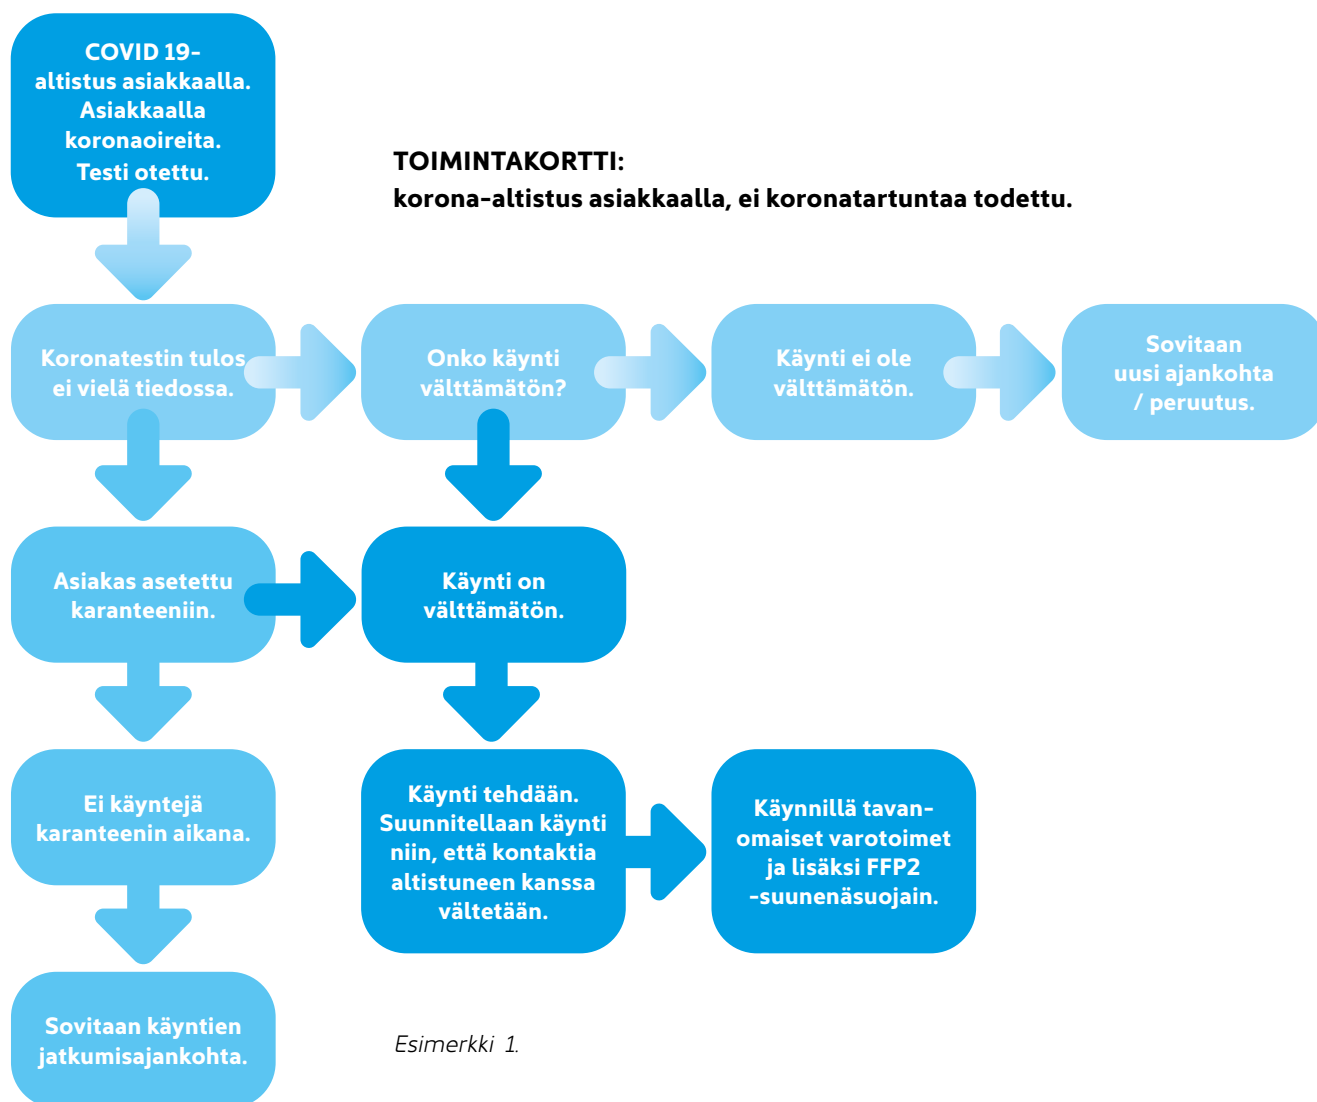 COVID 19-
altistus asiakkaalla.
Asiakkaalla
koronaoireita.
Testi otettu.
TOIMINTAKORTTI:
korona-altistus asiakkaalla, ei koronatartuntaa todettu.
Koronatestin tulos
ei vielä tiedossa.
Onko käynti
välttämätön?
Käynti ei ole
välttämätön.
Sovitaan
uusi ajankohta
/ peruutus.
Asiakas asetettu
karanteeniin.
Käynti on
välttämätön.
Ei käyntejä
karanteenin aikana.
Käynti tehdään.
Suunnitellaan käynti
niin, että kontaktia
altistuneen kanssa
vältetään.
Käynnillä tavan-
omaiset varotoimet
ja lisäksi FFP2
-suunenäsuojain.
Sovitaan käyntien
jatkumisajankohta.
Esimerkki 1.